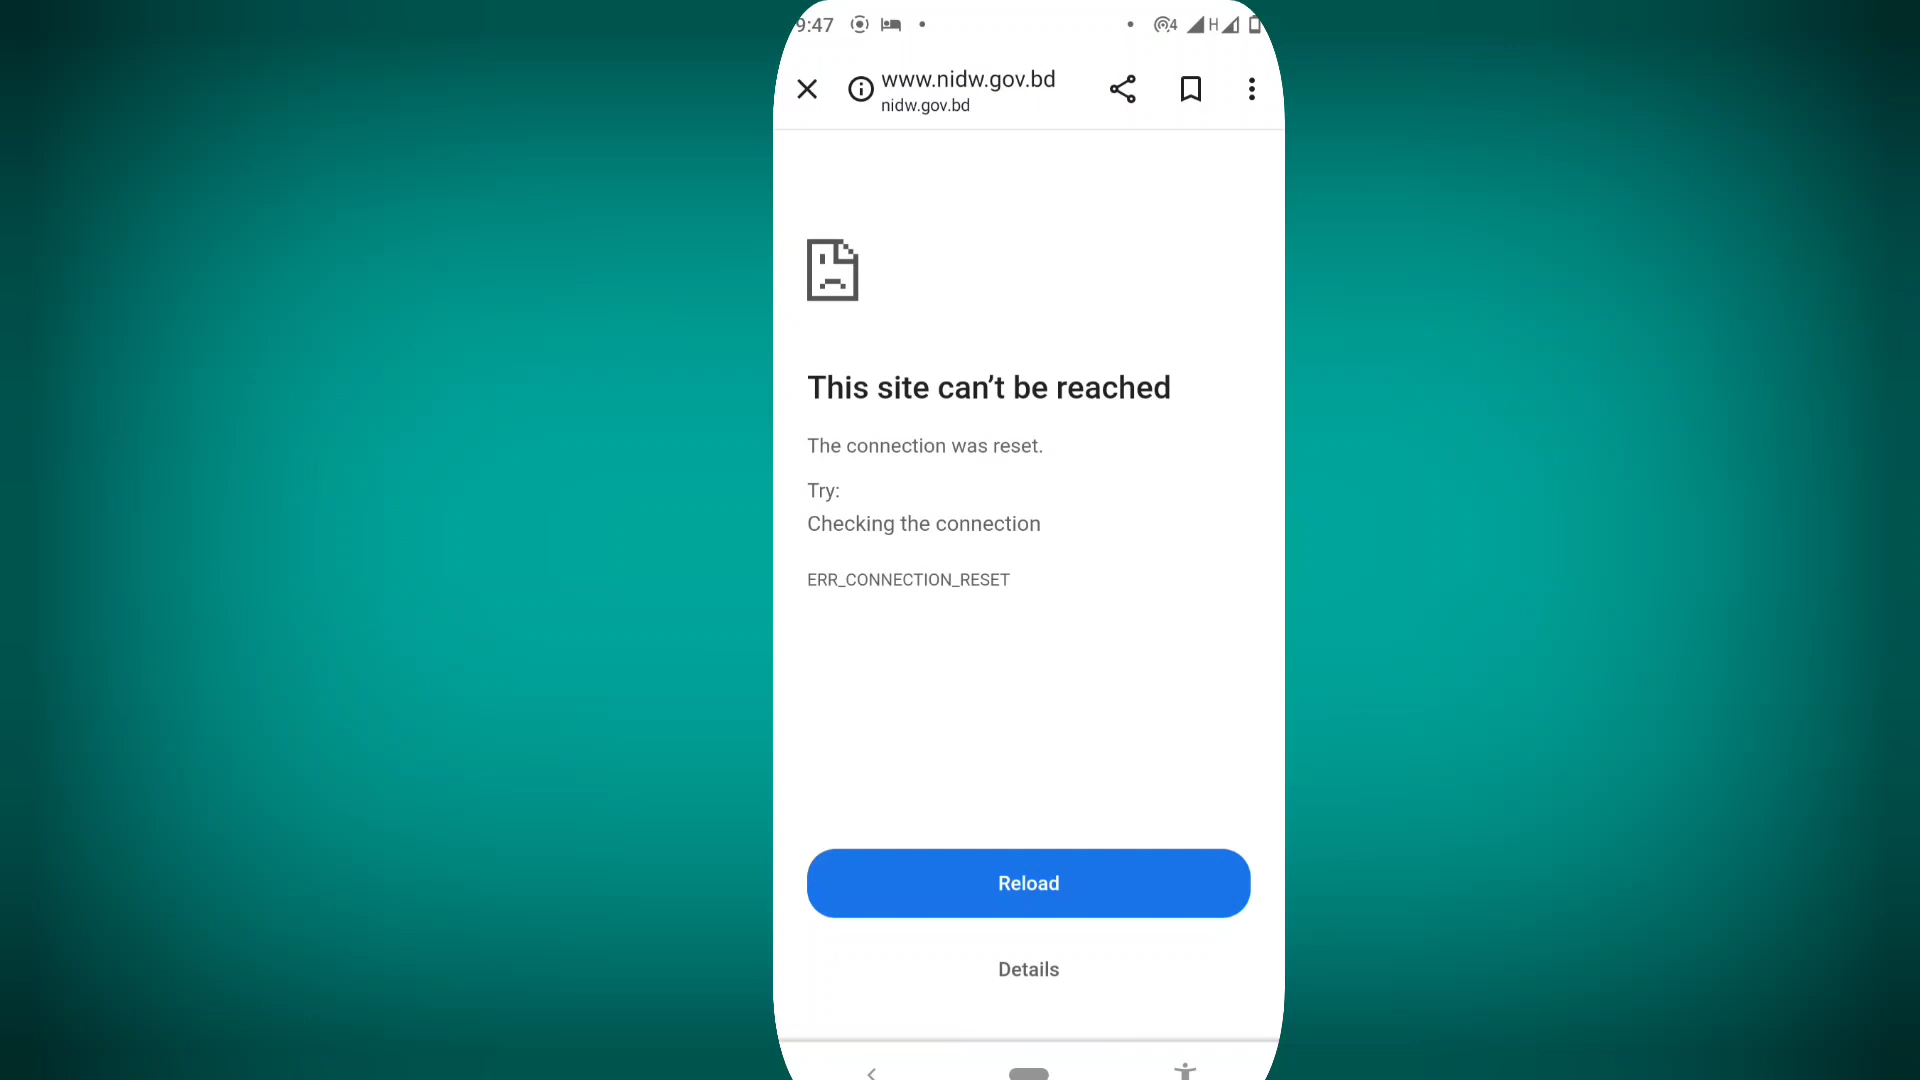 9:47 4 H
www.nidw.gov.bd
nidw.gov.bd
This site can’t be reached
The connection was reset.
Try:
Checking the connection
ERR_CONNECTION_RESET
Reload
Details